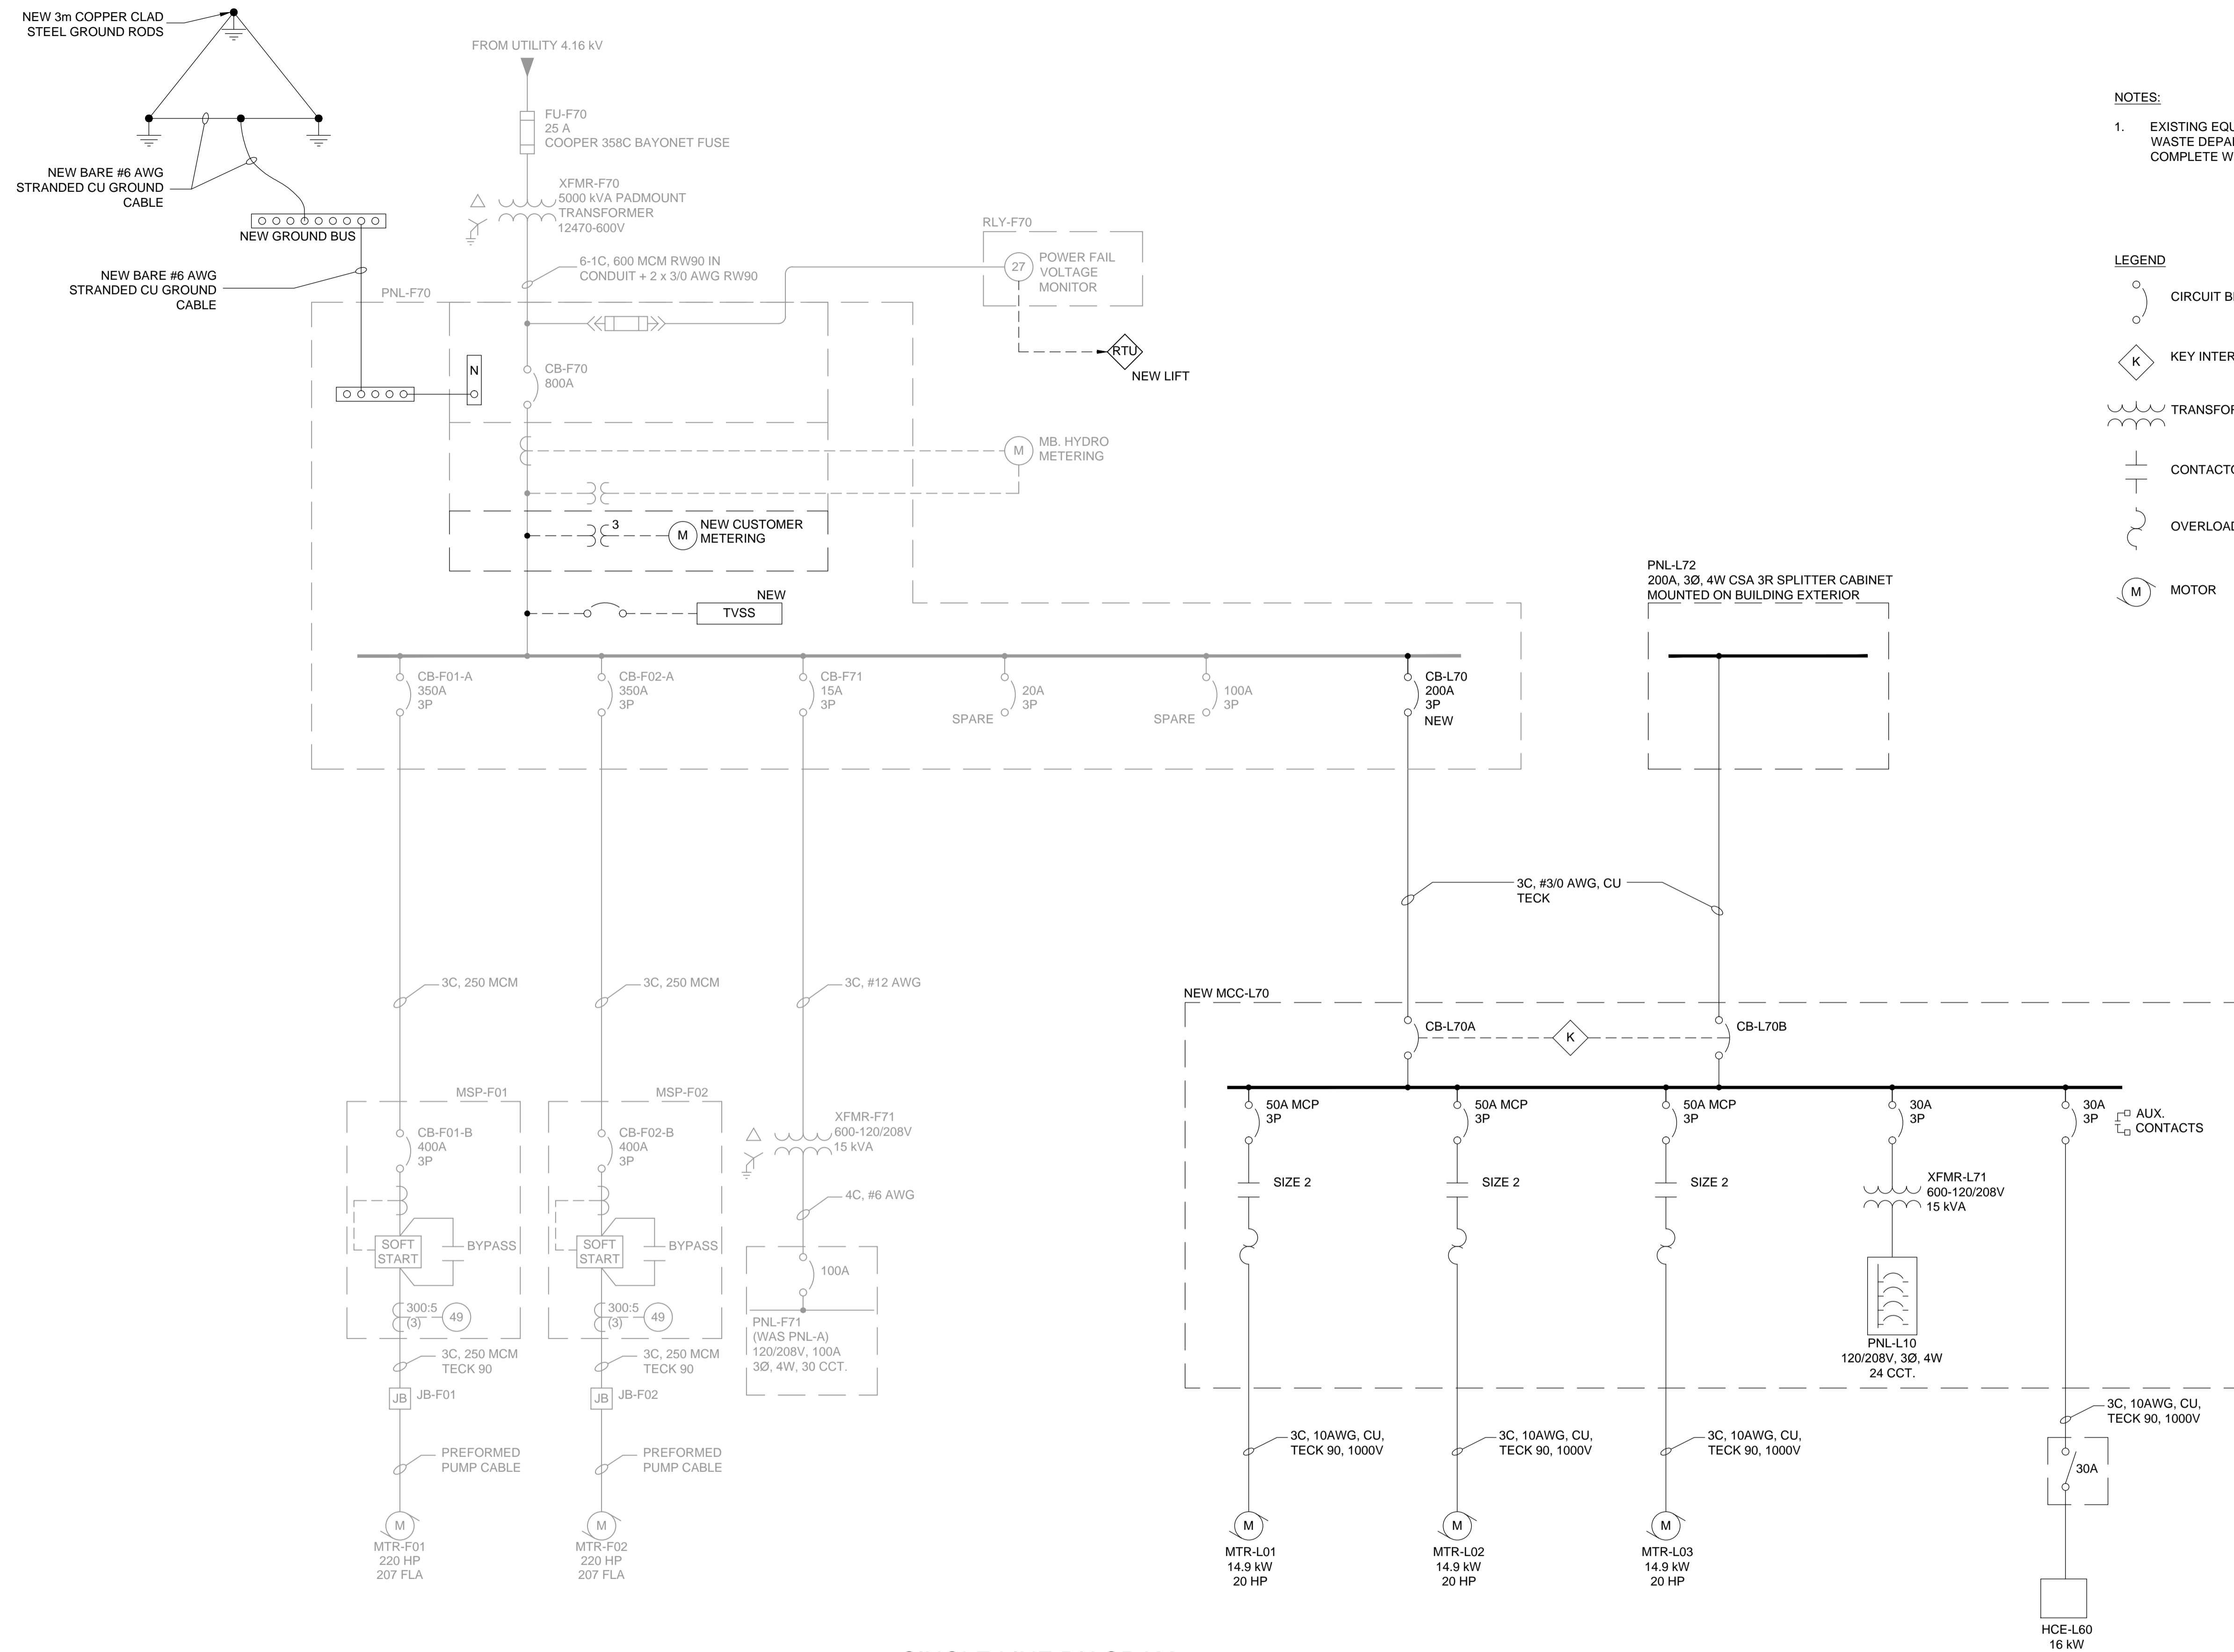 NEW 3m COPPER CLAD
STEEL GROUND RODS
NEW BARE #6 AWG
STRANDED CU GROUND
CABLE
NEW GROUND BUS
NEW BARE #6 AWG
STRANDED CU GROUND
CABLE
FROM UTILITY 4.16 kV
FU-F70
25 A
COOPER 358C BAYONET FUSE
XFMR-F70
5000 kVA PADMOUNT
TRANSFORMER
12470-600V
6-1C, 600 MCM RW90 IN
CONDUIT + 2 x 3/0 AWG RW90
RLY-F70
27
POWER FAIL
VOLTAGE
MONITOR
RTU
NEW LIFT
PNL-F70
N
CB-F70
800A
M
MB. HYDRO
METERING
3
M
NEW CUSTOMER
METERING
NEW
TVSS
CB-F01-A
350A
3P
CB-F02-A
350A
3P
CB-F71
15A
3P
20A
3P
SPARE
100A
3P
SPARE
CB-L70
200A
3P
NEW
PNL-L72
200A, 3Ø, 4W CSA 3R SPLITTER CABINET
MOUNTED ON BUILDING EXTERIOR
NOTES:
1. EXISTING EQU
WASTE DEPA
COMPLETE W
LEGEND
CIRCUIT B
K
KEY INTER
TRANSFOR
CONTACTO
OVERLOAD
M
MOTOR
3C, #3/0 AWG, CU
TECK
3C, 250 MCM
3C, 250 MCM
3C, #12 AWG
NEW MCC-L70
CB-L70A
K
CB-L70B
MSP-F01
CB-F01-B
400A
3P
SOFT
START
BYPASS
300:5
(3)
49
3C, 250 MCM
TECK 90
JB
JB-F01
PREFORMED
PUMP CABLE
M
MTR-F01
220 HP
207 FLA
MSP-F02
CB-F02-B
400A
3P
SOFT
START
BYPASS
300:5
(3)
49
3C, 250 MCM
TECK 90
JB
JB-F02
PREFORMED
PUMP CABLE
M
MTR-F02
220 HP
207 FLA
XFMR-F71
600-120/208V
15 kVA
4C, #6 AWG
100A
PNL-F71
(WAS PNL-A)
120/208V, 100A
3Ø, 4W, 30 CCT.
50A MCP
3P
SIZE 2
3C, 10AWG, CU,
TECK 90, 1000V
M
MTR-L01
14.9 kW
20 HP
50A MCP
3P
SIZE 2
3C, 10AWG, CU,
TECK 90, 1000V
M
MTR-L02
14.9 kW
20 HP
50A MCP
3P
SIZE 2
3C, 10AWG, CU,
TECK 90, 1000V
M
MTR-L03
14.9 kW
20 HP
30A
3P
XFMR-L71
600-120/208V
15 kVA
PNL-L10
120/208V, 3Ø, 4W
24 CCT.
30A
3P
AUX.
CONTACTS
3C, 10AWG, CU,
TECK 90, 1000V
30A
HCE-L60
16 kW